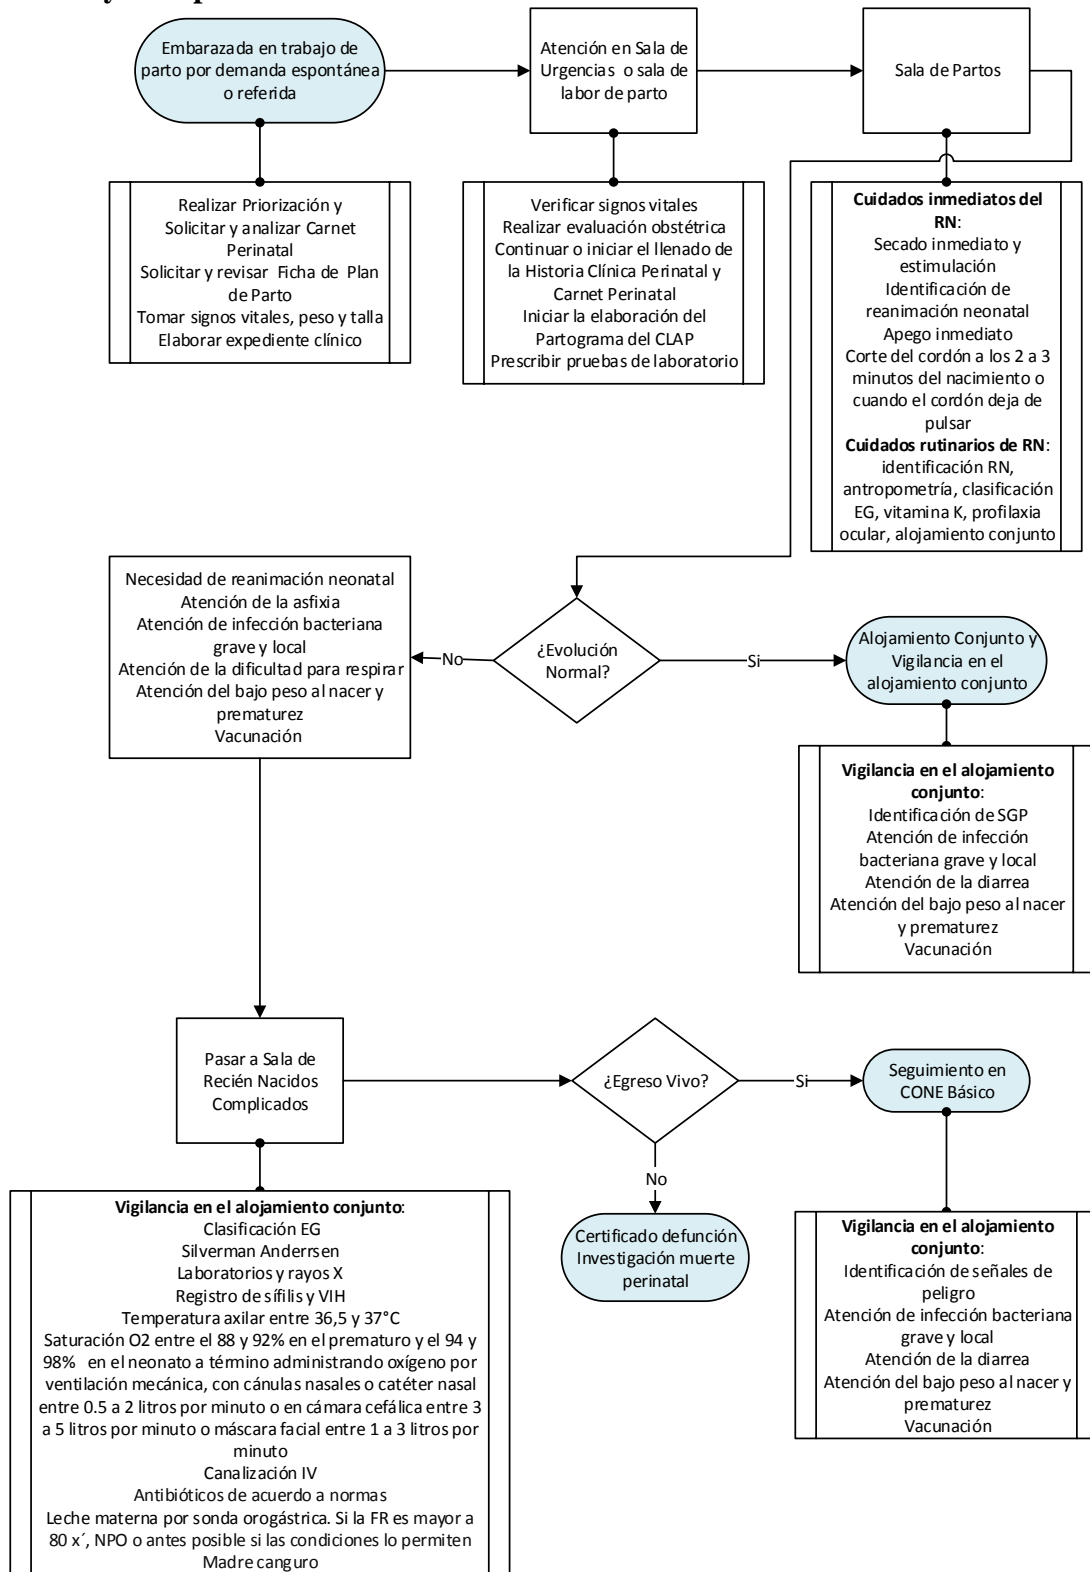 Embarazada en trabajo de
parto por demanda espontánea
o referida
Atención en Sala de
Urgencias o sala de
labor de parto
Sala de Partos
Realizar Priorización y
Solicitar y analizar Carnet
Perinatal
Solicitar y revisar Ficha de Plan
de Parto
Tomar signos vitales, peso y talla
Elaborar expediente clínico
Verificar signos vitales
Realizar evaluación obstétrica
Continuar o iniciar el llenado de
la Historia Clínica Perinatal y
Carnet Perinatal
Iniciar la elaboración del
Partograma del CLAP
Prescribir pruebas de laboratorio
Cuidados inmediatos del
RN:
Secado inmediato y
estimulación
Identificación de
reanimación neonatal
Apego inmediato
Corte del cordón a los 2 a 3
minutos del nacimiento o
cuando el cordón deja de
pulsar
Cuidados rutinarios de RN:
identificación RN,
antropometría, clasificación
EG, vitamina K, profilaxia
ocular, alojamiento conjunto
Necesidad de reanimación neonatal
Atención de la asfixia
Atención de infección bacteriana
grave y local
Atención de la dificultad para respirar
Atención del bajo peso al nacer y
prematurez
Vacunación
No
¿Evolución
Normal?
Si
Alojamiento Conjunto y
Vigilancia en el
alojamiento conjunto
Vigilancia en el alojamiento
conjunto:
Identificación de SGP
Atención de infección
bacteriana grave y local
Atención de la diarrea
Atención del bajo peso al nacer
y prematurez
Vacunación
Pasar a Sala de
Recién Nacidos
Complicados
¿Egreso Vivo?
Si
Seguimiento en
CONE Básico
No
Certificado defunción
Investigación muerte
perinatal
Vigilancia en el alojamiento conjunto:
Clasificación EG
Silverman Anderrsen
Laboratorios y rayos X
Registro de sífilis y VIH
Temperatura axilar entre 36,5 y 37°C
Saturación O2 entre el 88 y 92% en el prematuro y el 94 y
98% en el neonato a término administrando oxígeno por
ventilación mecánica, con cánulas nasales o catéter nasal
entre 0.5 a 2 litros por minuto o en cámara cefálica entre 3
a 5 litros por minuto o máscara facial entre 1 a 3 litros por
minuto
Canalización IV
Antibióticos de acuerdo a normas
Leche materna por sonda orogástrica. Si la FR es mayor a
80 x´, NPO o antes posible si las condiciones lo permiten
Madre canguro
Vigilancia en el alojamiento
conjunto:
Identificación de señales de
peligro
Atención de infección bacteriana
grave y local
Atención de la diarrea
Atención del bajo peso al nacer y
prematurez
Vacunación